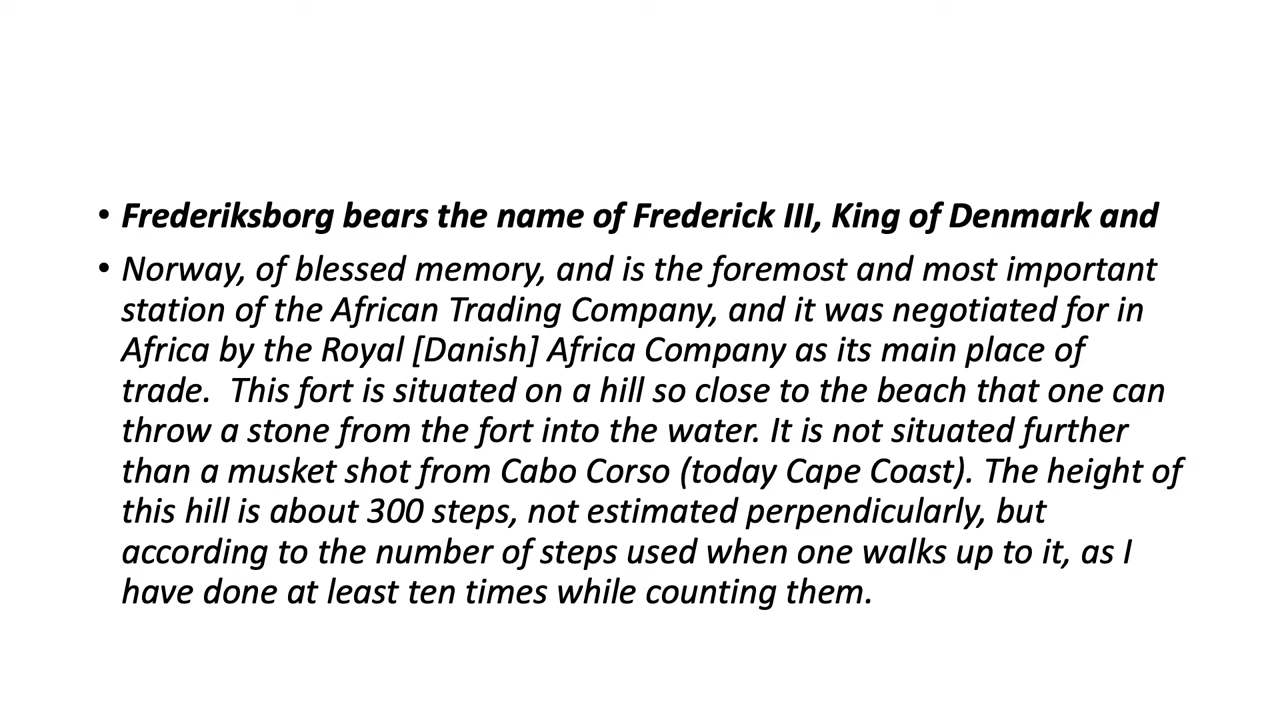 • Frederiksborg bears the name of Frederick III, King of Denmark and
• Norway, of blessed memory, and is the foremost and most important
station of the African Trading Company, and it was negotiated for in
Africa by the Royal [Danish] Africa Company as its main place of
trade.  This fort is situated on a hill so close to the beach that one can
throw a stone from the fort into the water. It is not situated further
than a musket shot from Cabo Corso (today Cape Coast). The height of
this hill is about 300 steps, not estimated perpendicularly, but
according to the number of steps used when one walks up to it, as I
have done at least ten times while counting them.